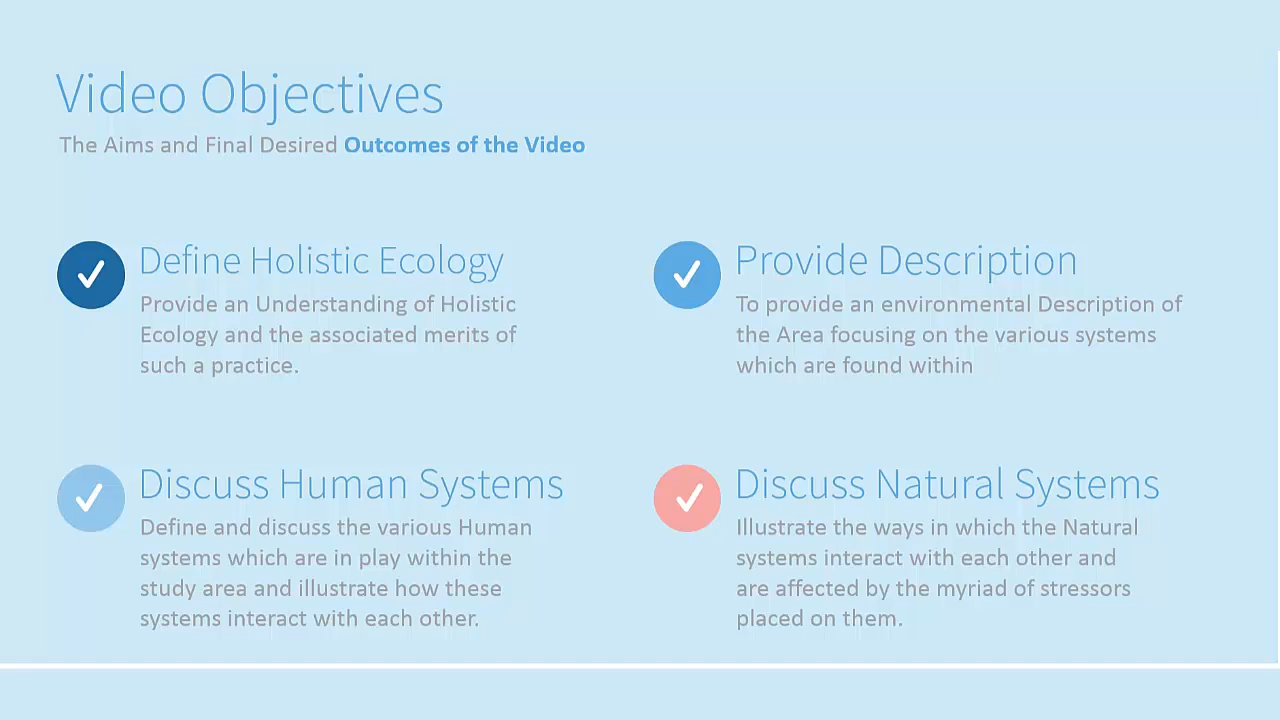 Video Objectives
The Aims and Final Desired Outcomes of the Video
Define Holistic Ecology
Provide an Understanding of Holistic
Ecology and the associated merits of
such a practice.
Provide Description
To provide an environmental Description of
the Area focusing on the various systems
which are found within
Discuss Human Systems
Define and discuss the various Human
systems which are in play within the
study area and illustrate how these
systems interact with each other.
Discuss Natural Systems
Illustrate the ways in which the Natural
systems interact with each other and
are affected by the myriad of stressors
placed on them.